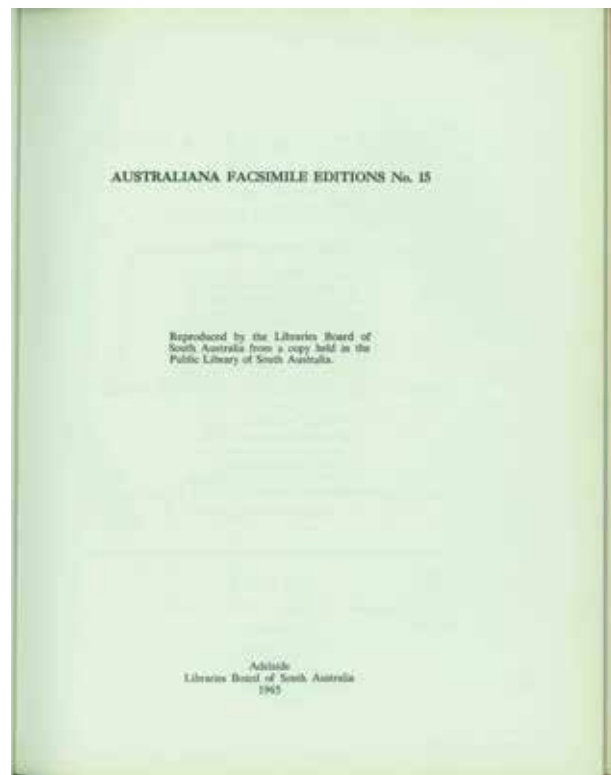 AUSTRALIANA FACSIMILE EDITIONS No. 15
Reproduced by the Libraries Board of
South Australia from a copy held in the
Public Library of South Australia.
Adelaide
Libraries Board of South Australia
1965